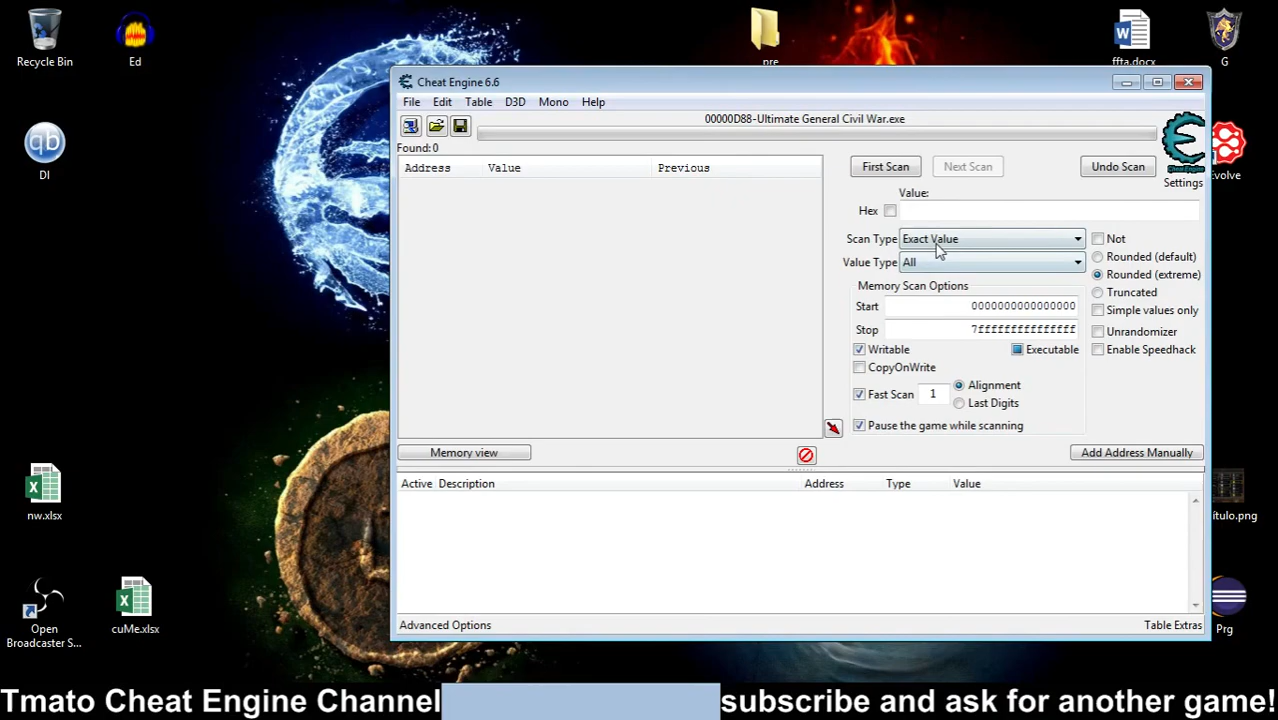 Recycle Bin
Ed
pre
ffta.docx
G
Cheat Engine 6.6
File Edit Table D3D Mono Help
00000D88-Ultimate General Civil War.exe
Found: 0
Address Value Previous
First Scan Next Scan Undo Scan
Settings
Value:
Hex
Scan Type Exact Value Not
Value Type All Rounded (default)
Memory Scan Options Rounded (extreme)
Start 0000000000000000 Truncated
Simple values only
Stop 7fffffffffffffff Unrandomizer
Writable Executable Enable Speedhack
CopyOnWrite
Fast Scan 1 Alignment
Last Digits
Pause the game while scanning
Memory view Add Address Manually
Active Description Address Type Value
Advanced Options Table Extras
qb
DI
Evolve
nw.xlsx
ítulo.png
Open
Broadcaster S...
cuMe.xlsx
Prg
Tmato Cheat Engine Channel subscribe and ask for another game!